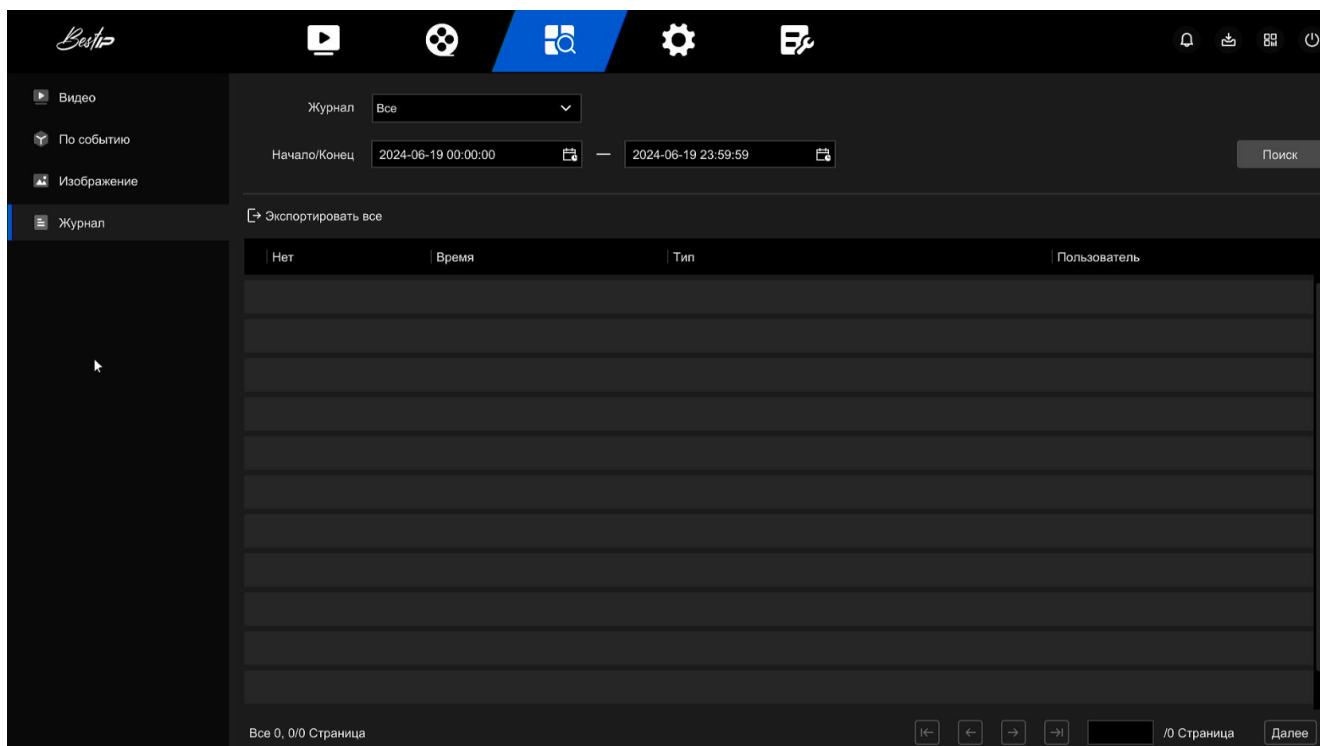 BestIP
Видео
По событию
Изображение
Журнал
Журнал Все
Начало/Конец 2024-06-19 00:00:00 — 2024-06-19 23:59:59 Поиск
Экспортировать все
Нет Время Тип Пользователь
Все 0, 0/0 Страница /0 Страница Далее